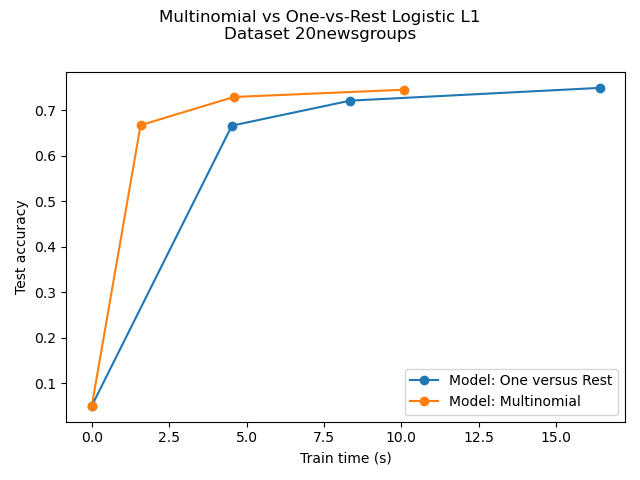 Multinomial vs One-vs-Rest Logistic L1
Dataset 20newsgroups
Test accuracy
0.7
0.6
0.5
0.4
0.3
0.2
0.1
Model: One versus Rest
Model: Multinomial
0.0 2.5 5.0 7.5 10.0 12.5 15.0
Train time (s)